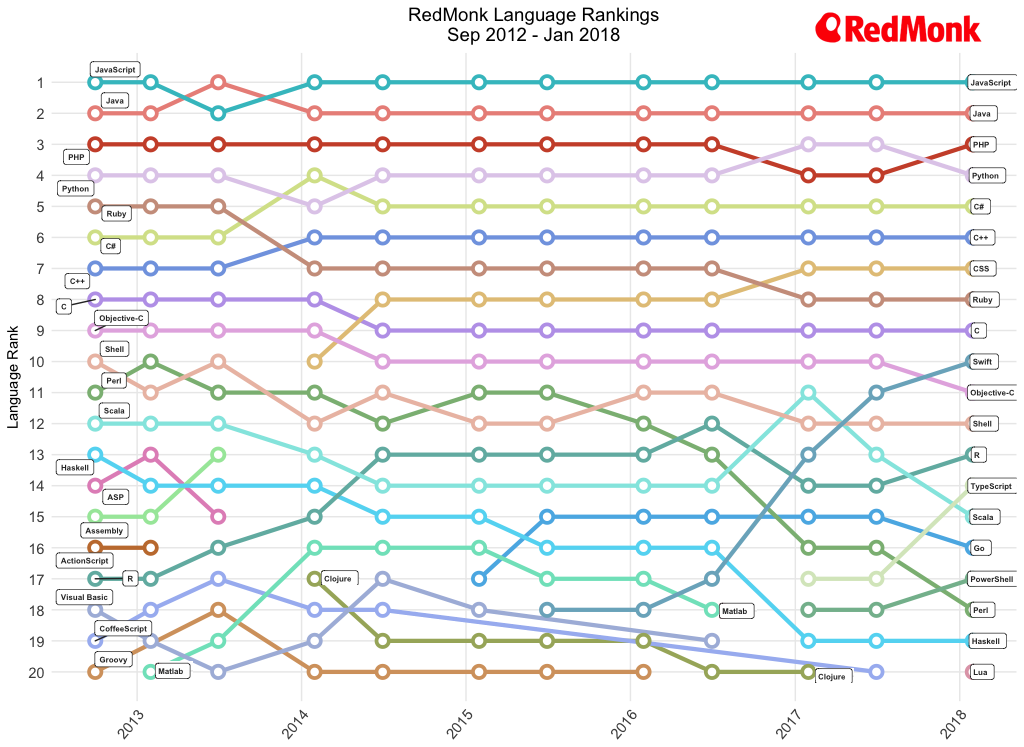 RedMonk Language Rankings
Sep 2012 - Jan 2018
RedMonk
Language Rank
1
2
3
4
5
6
7
8
9
10
11
12
13
14
15
16
17
18
19
20
JavaScript
Java
PHP
Python
Ruby
C#
C++
C
Objective-C
Shell
Perl
Scala
Haskell
ASP
Assembly
ActionScript
R
Visual Basic
CoffeeScript
Groovy
Matlab
Clojure
Matlab
Clojure
JavaScript
Java
PHP
Python
C#
C++
CSS
Ruby
C
Swift
Objective-C
Shell
R
TypeScript
Scala
Go
PowerShell
Perl
Haskell
Lua
2013
2014
2015
2016
2017
2018